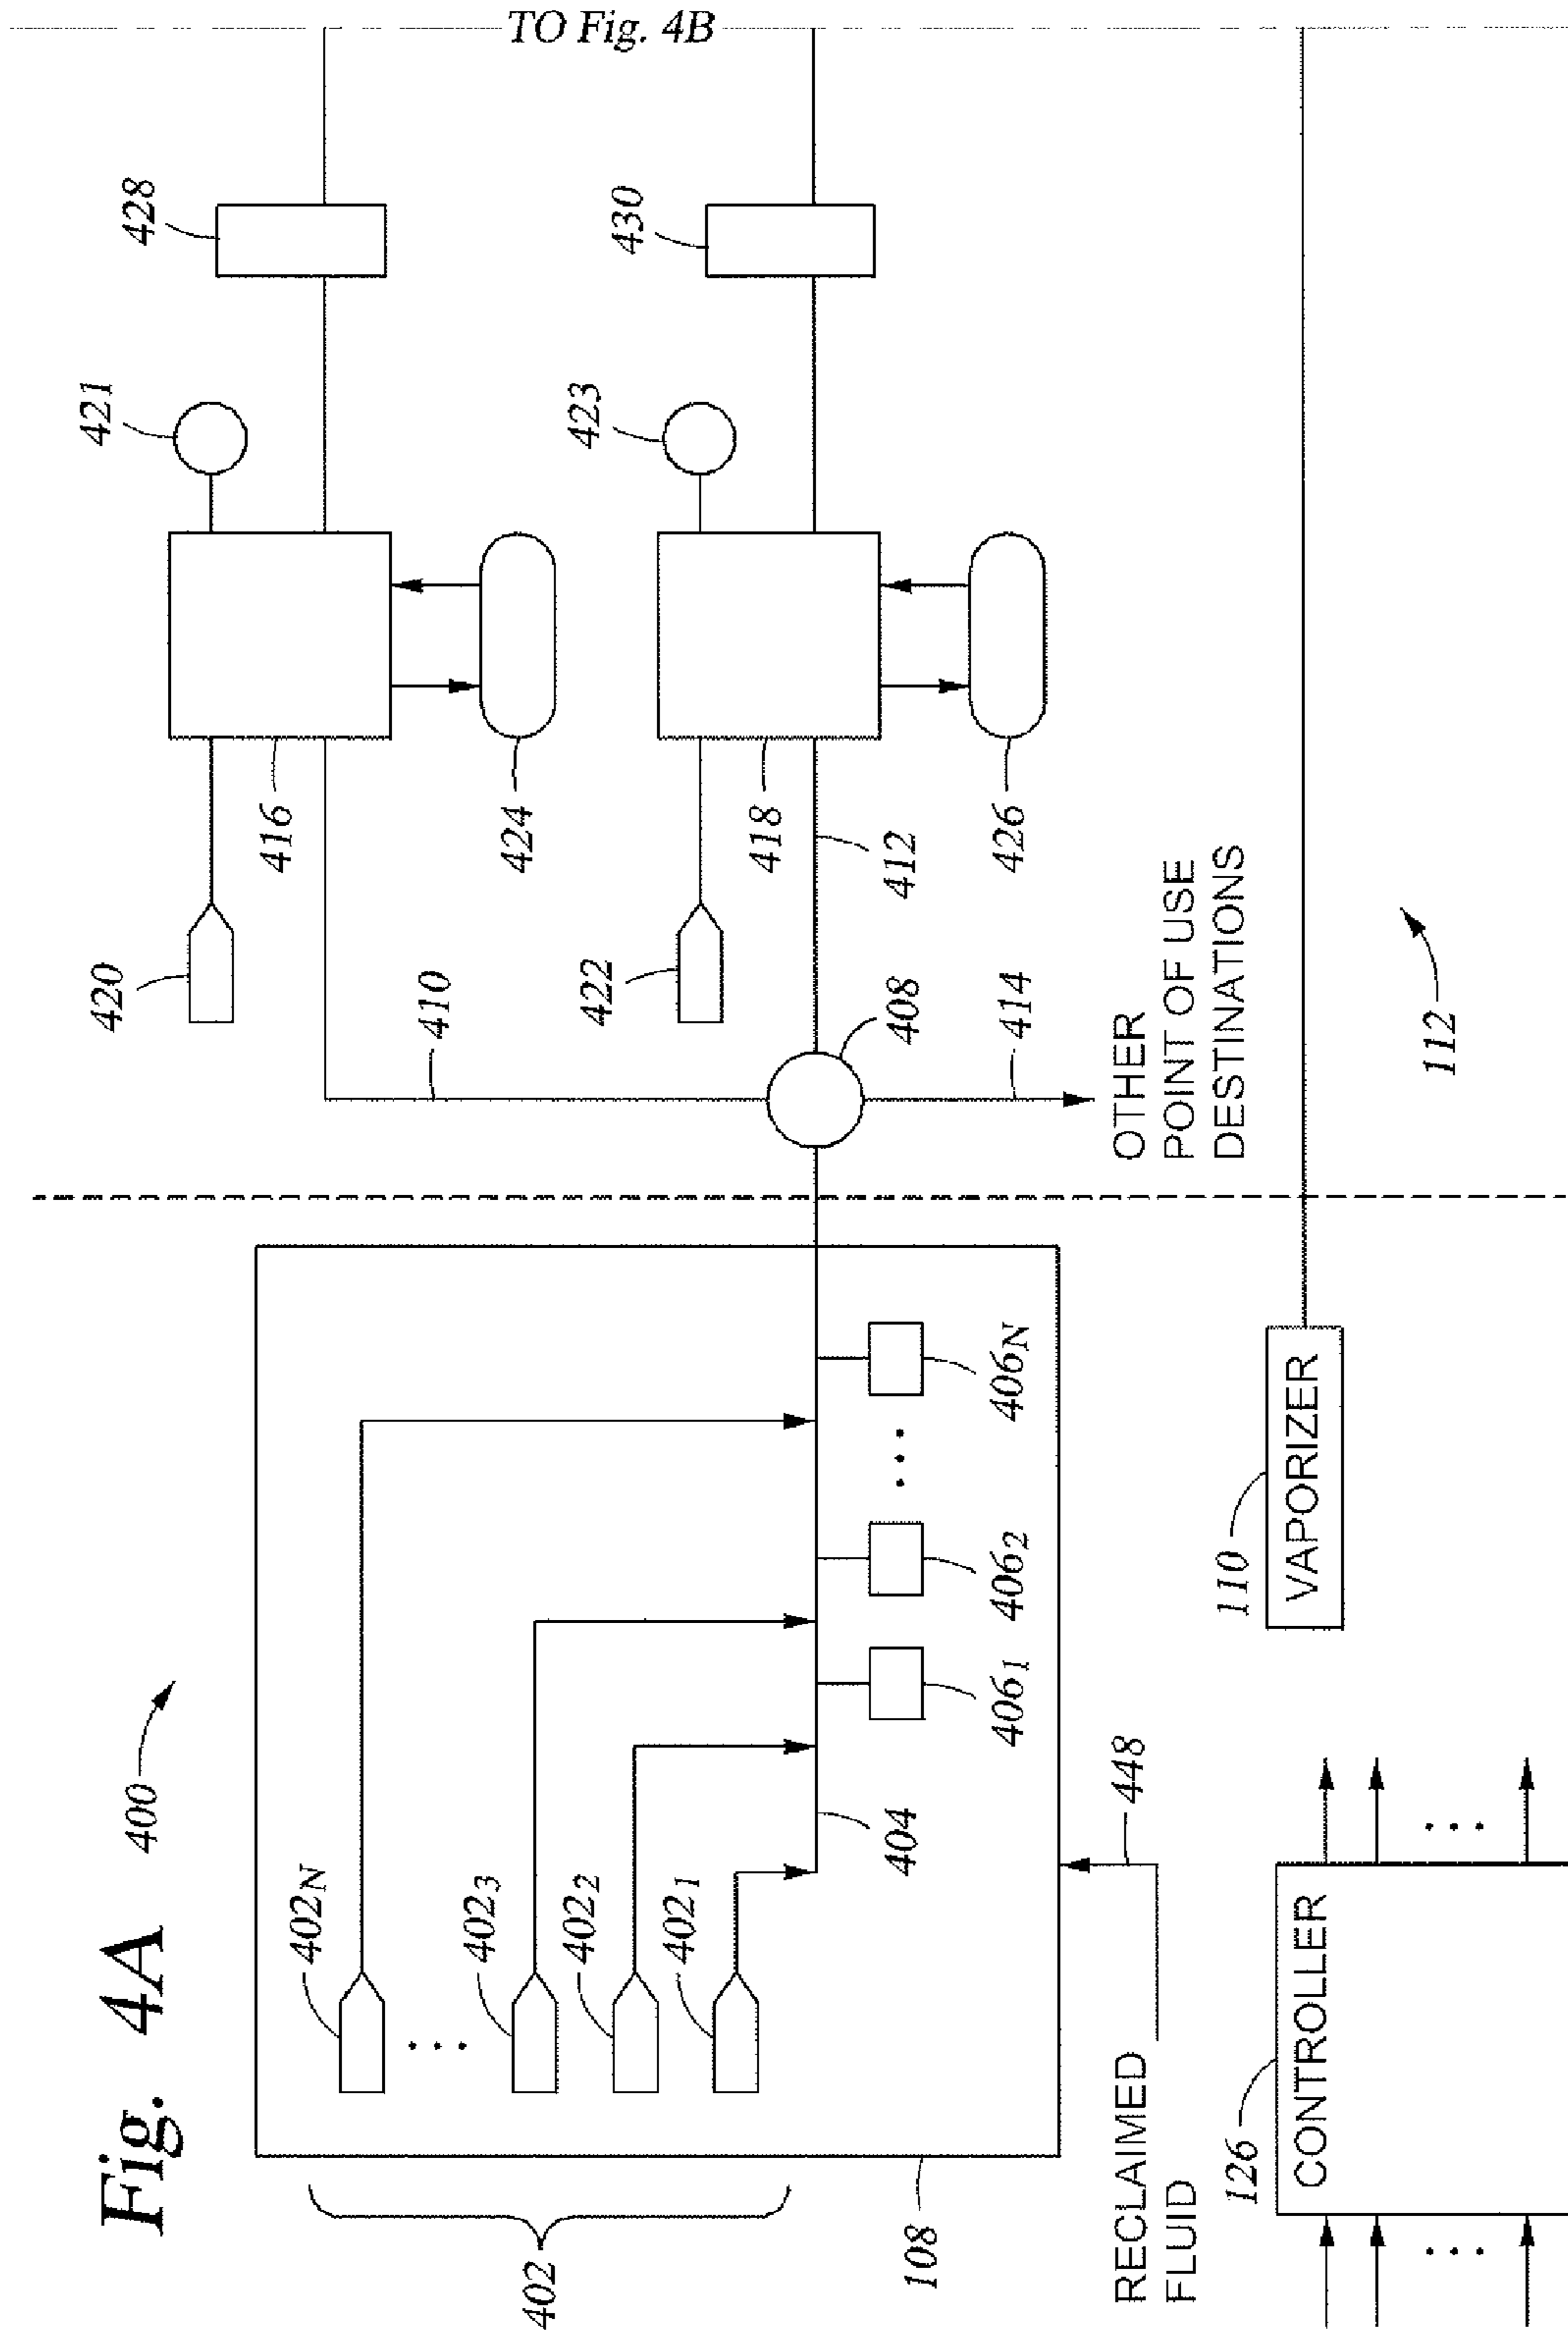 Fig. 4A
400
TO Fig. 4B
402
402N
4023
4022
4021
404
4061
4062
406N
108
RECLAIMED
FLUID
448
126
CONTROLLER
110
VAPORIZER
420
416
421
424
428
410
422
418
423
412
426
430
408
414
OTHER
POINT OF USE
DESTINATIONS
112